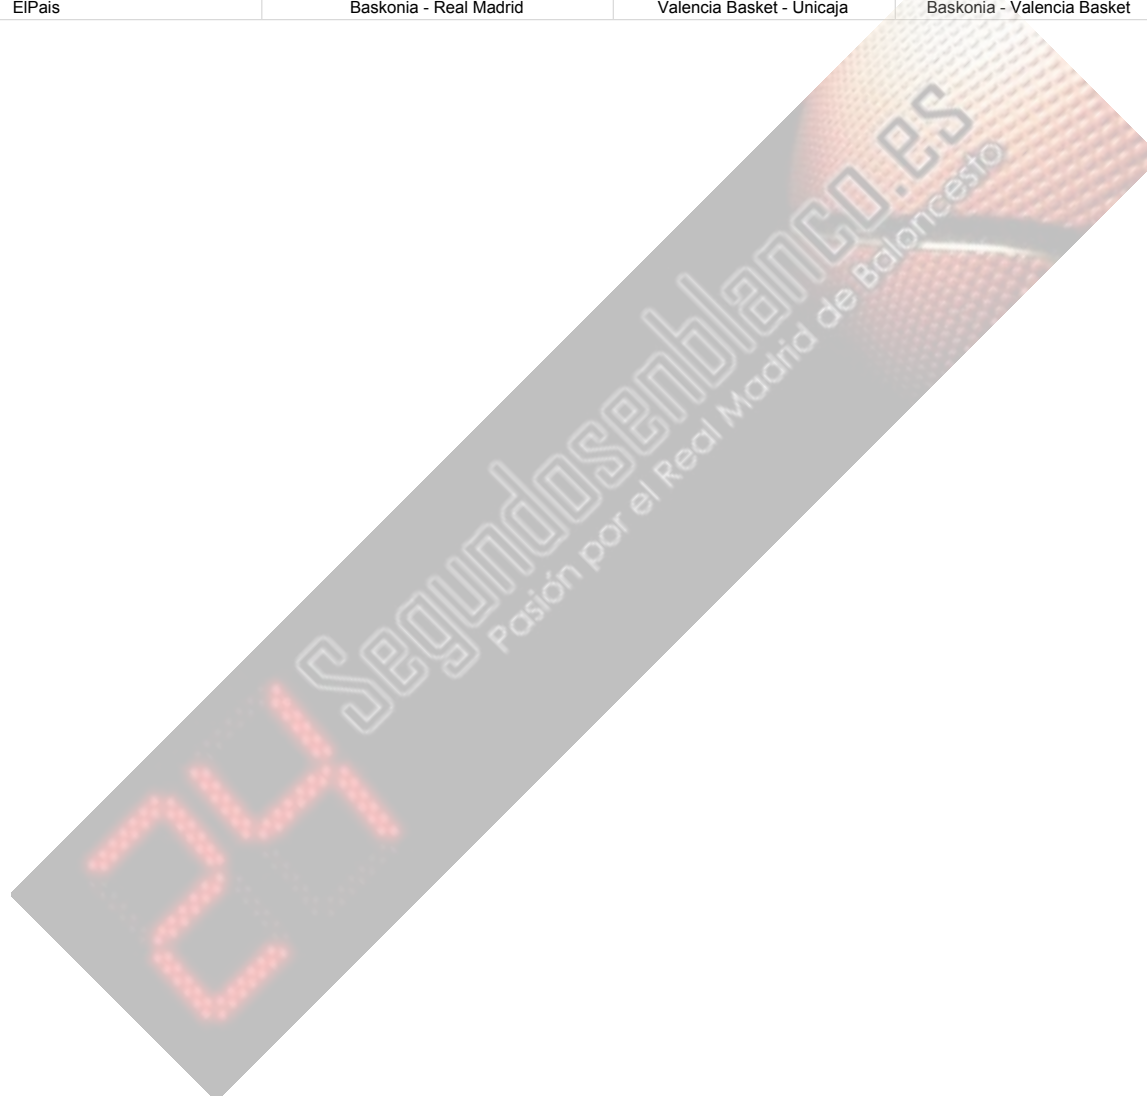 ElPais Baskonia - Real Madrid Valencia Basket - Unicaja Baskonia - Valencia Basket
24 Segundosenblanco.es
Pasión por el Real Madrid de Baloncesto